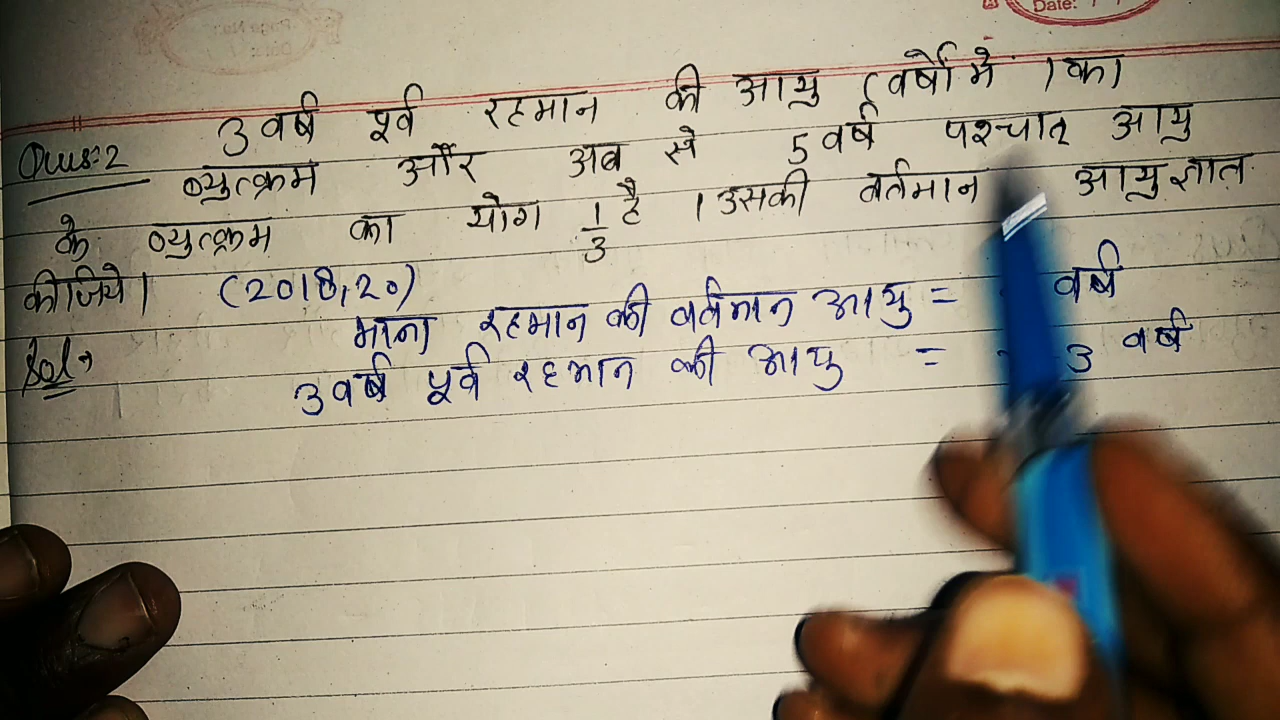 Date: / /
3 वर्ष पूर्व रहमान की आयु (वर्षो मे ) का
Ques:2 व्युत्क्रम और अब से 5 वर्ष पश्चात् आयु
के व्युत्क्रम का योग 1/3 है । उसकी वर्तमान आयु ज्ञात
कीजिये। (2018,20)
माना रहमान की वर्तमान आयु = वर्ष
Sol→ 3 वर्ष पूर्व रहमान की आयु = 3 वर्ष